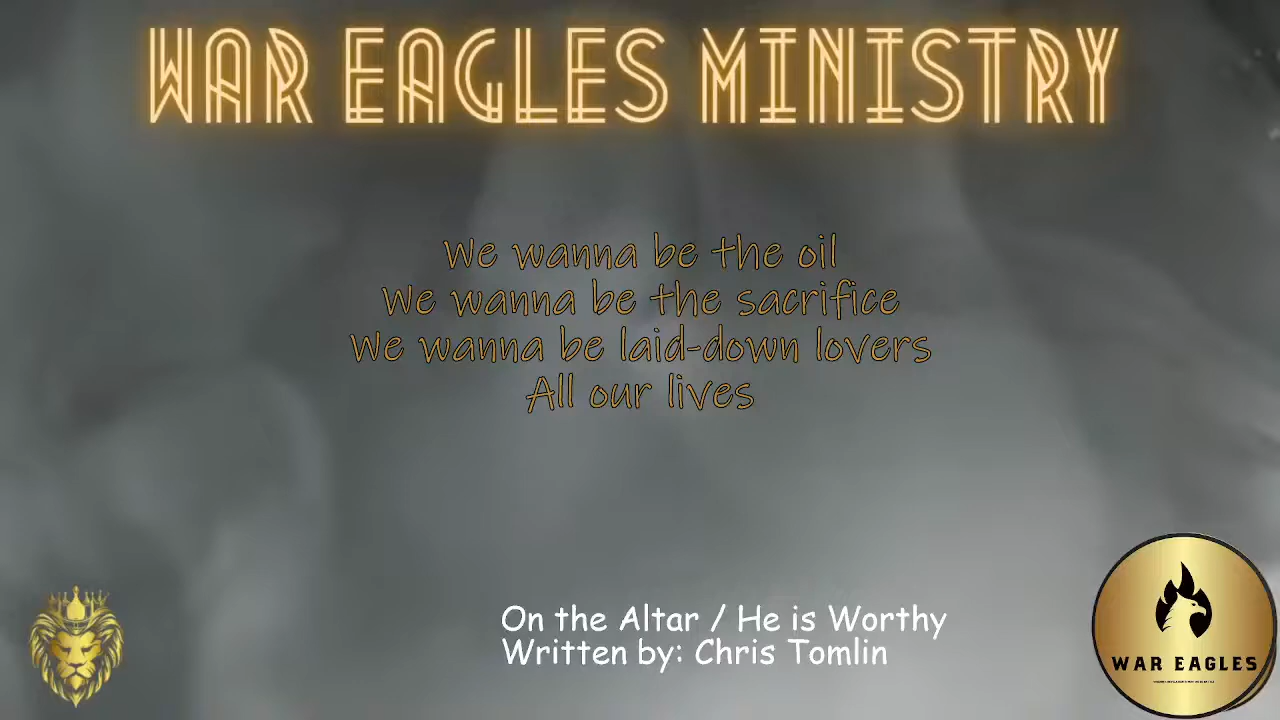 WAR EAGLES MINISTRY
We wanna be the oil
We wanna be the sacrifice
We wanna be laid-down lovers
All our lives
On the Altar / He is Worthy
Written by: Chris Tomlin
WAR EAGLES